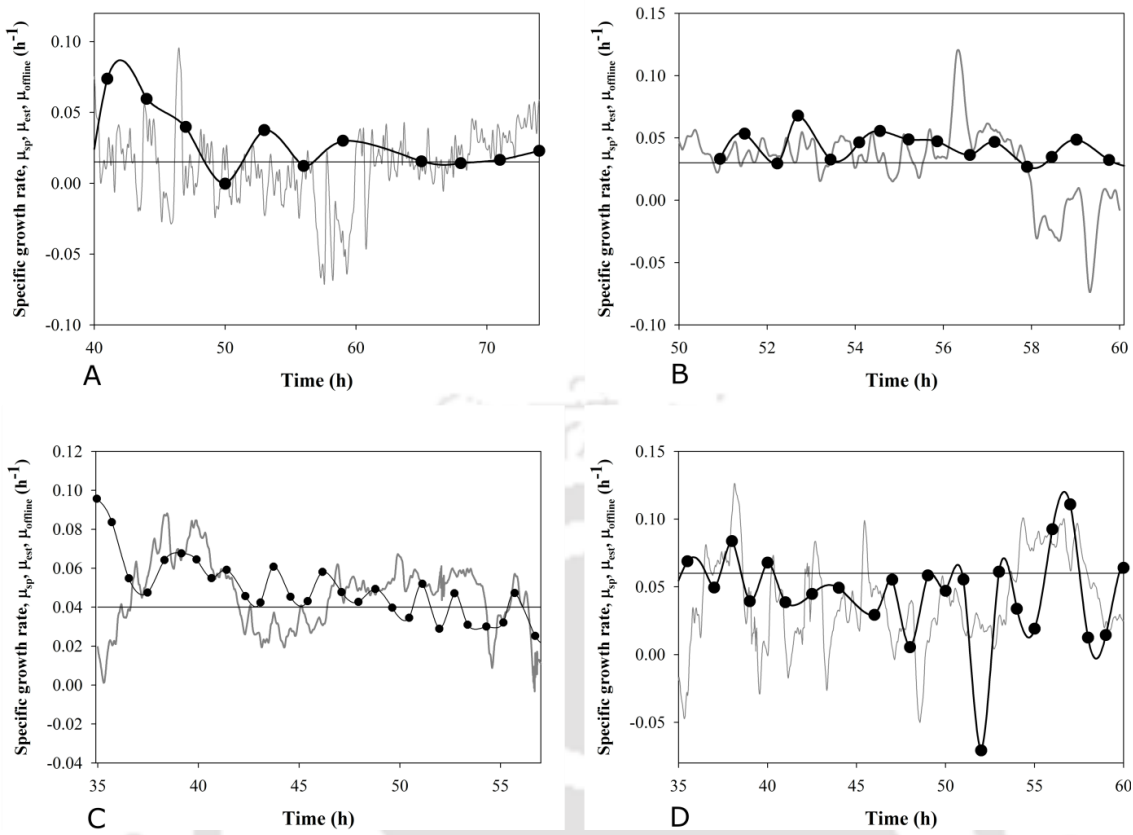 Specific growth rate, μsp, μest, μoffline (h-1)
0.10
0.05
0.00
-0.05
-0.10
40 50 60 70
A
Time (h)
Specific growth rate, μsp, μest, μoffline (h-1)
0.15
0.10
0.05
0.00
-0.05
-0.10
50 52 54 56 58 60
B
Time (h)
Specific growth rate, μsp, μest, μoffline (h-1)
0.12
0.10
0.08
0.06
0.04
0.02
0.00
-0.02
-0.04
35 40 45 50 55
C
Time (h)
Specific growth rate, μsp, μest, μoffline (h-1)
0.15
0.10
0.05
0.00
-0.05
35 40 45 50 55 60
D
Time (h)